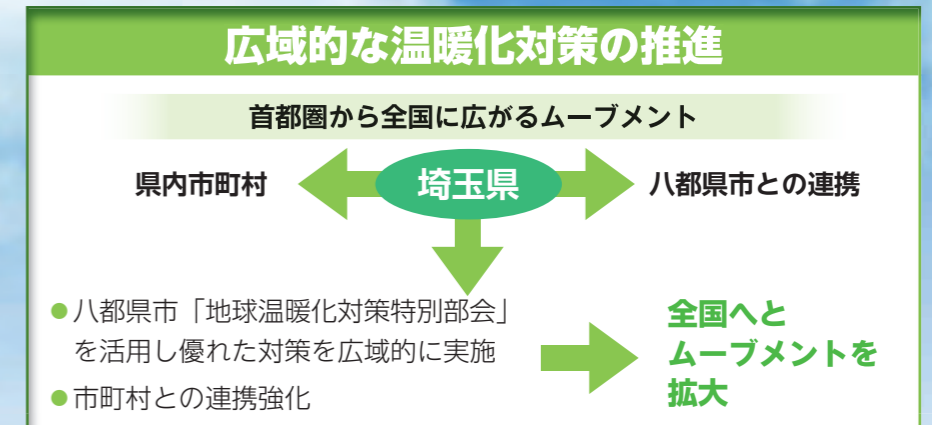 広域的な温暖化対策の推進
首都圏から全国に広がるムーブメント
県内市町村
埼玉県
八都県市との連携
●八都県市「地球温暖化対策特別部会」
を活用し優れた対策を広域的に実施
●市町村との連携強化
全国へと
ムーブメントを
拡大